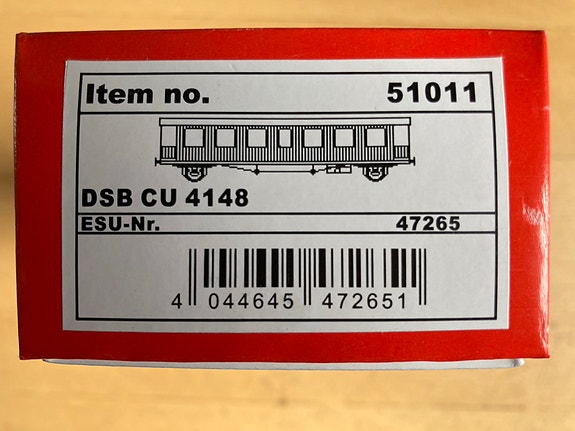 Item no. 51011
DSB CU 4148
ESU-Nr. 47265
4 044645 472651